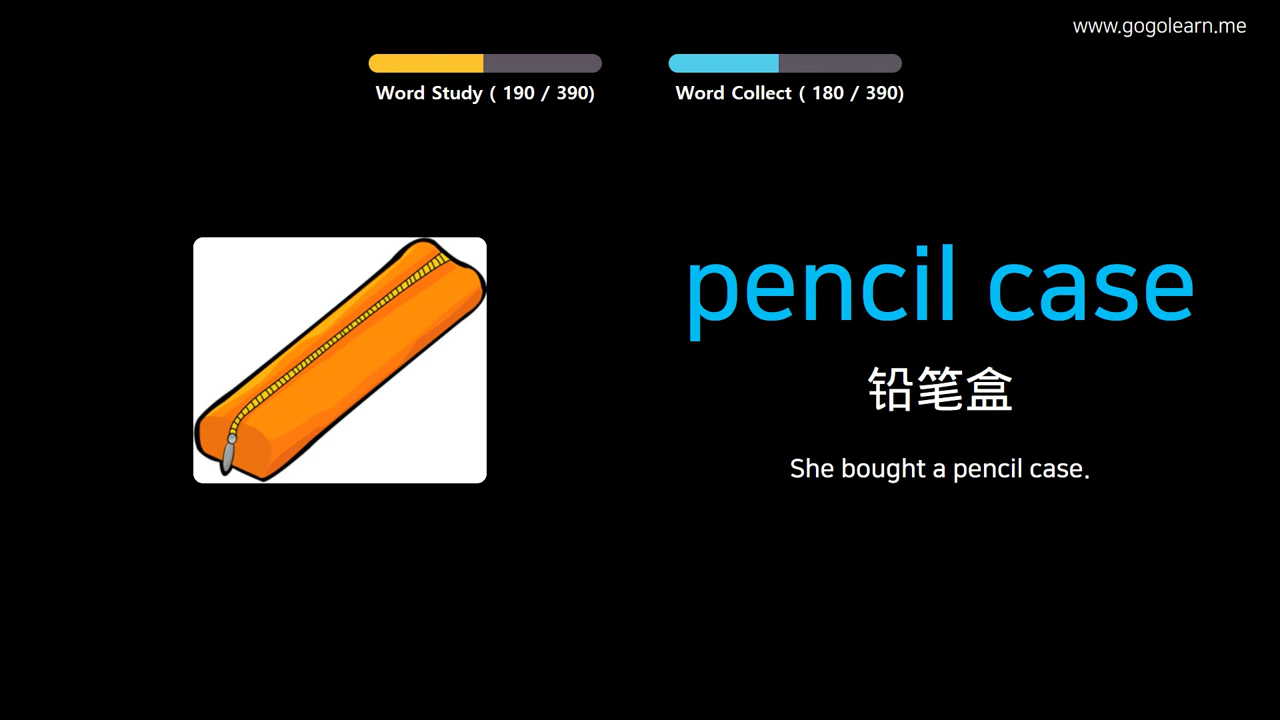 www.gogolearn.me
Word Study ( 190 / 390)
Word Collect ( 180 / 390)
pencil case
铅笔盒
She bought a pencil case.